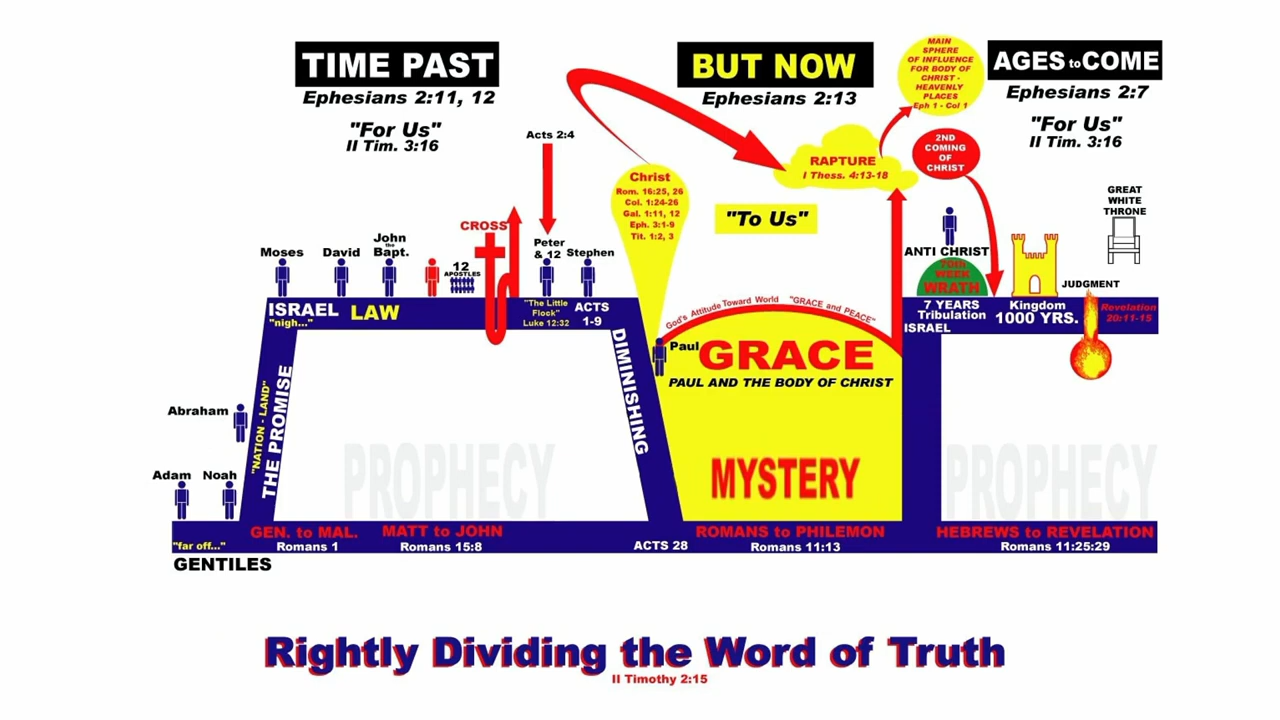 TIME PAST
Ephesians 2:11, 12
"For Us"
II Tim. 3:16
Acts 2:4
BUT NOW
Ephesians 2:13
MAIN
SPHERE
OF INFLUENCE
FOR BODY OF
CHRIST -
HEAVENLY
PLACES
Eph 1 - Col 1
AGES to COME
Ephesians 2:7
"For Us"
II Tim. 3:16
2ND
COMING
OF
CHRIST
RAPTURE
I Thess. 4:13-18
Christ
Rom. 16:25, 26
Col. 1:24-26
Gal. 1:11, 12
Eph. 3:1-9
Tit. 1:2, 3
"To Us"
GREAT
WHITE
THRONE
Moses
David
John
the
Bapt.
12
APOSTLES
CROSS
Peter
& 12
Stephen
ANTI CHRIST
70th
WEEK
WRATH
JUDGMENT
ISRAEL
"nigh..."
LAW
"The Little
Flock"
Luke 12:32
ACTS
1-9
God's Attitude Toward World "GRACE and PEACE"
7 YEARS
Tribulation
ISRAEL
Kingdom
1000 YRS.
Revelation
20:11-15
DIMINISHING
Paul
GRACE
PAUL AND THE BODY OF CHRIST
"NATION - LAND"
THE PROMISE
Abraham
Adam
Noah
PROPHECY
MYSTERY
PROPHECY
"far off..."
GEN. to MAL.
Romans 1
MATT to JOHN
Romans 15:8
ACTS 28
ROMANS to PHILEMON
Romans 11:13
HEBREWS to REVELATION
Romans 11:25:29
GENTILES
Rightly Dividing the Word of Truth
II Timothy 2:15